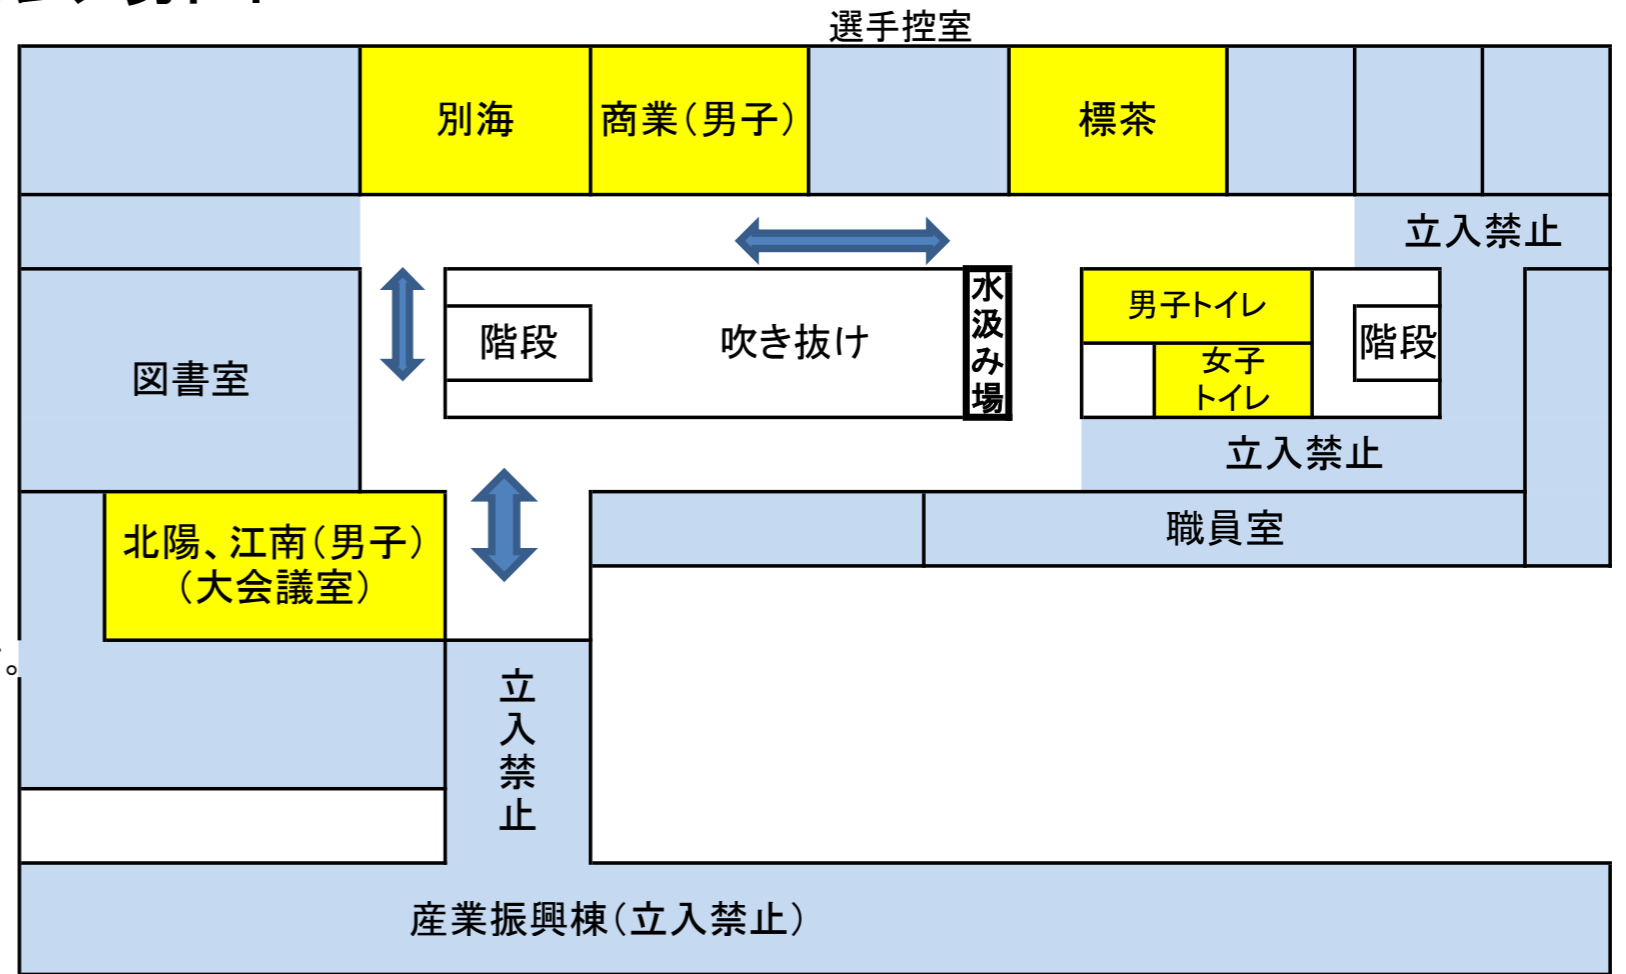 選手控室
別海
商業（男子）
標茶
立入禁止
水汲み場
男子トイレ
階段
吹き抜け
階段
女子
トイレ
図書室
立入禁止
職員室
北陽、江南（男子）
（大会議室）
。
立入禁止
産業振興棟（立入禁止）